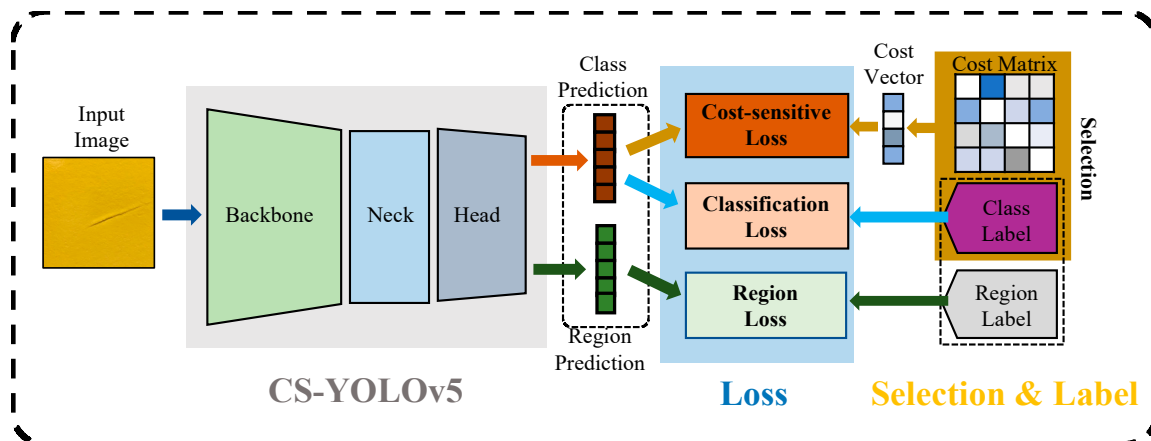 Input
Image
Backbone
Neck
Head
Class
Prediction
Region
Prediction
Cost-sensitive
Loss
Classification
Loss
Region
Loss
Cost
Vector
Cost Matrix
Selection
Class
Label
Region
Label
CS-YOLOv5
Loss
Selection & Label